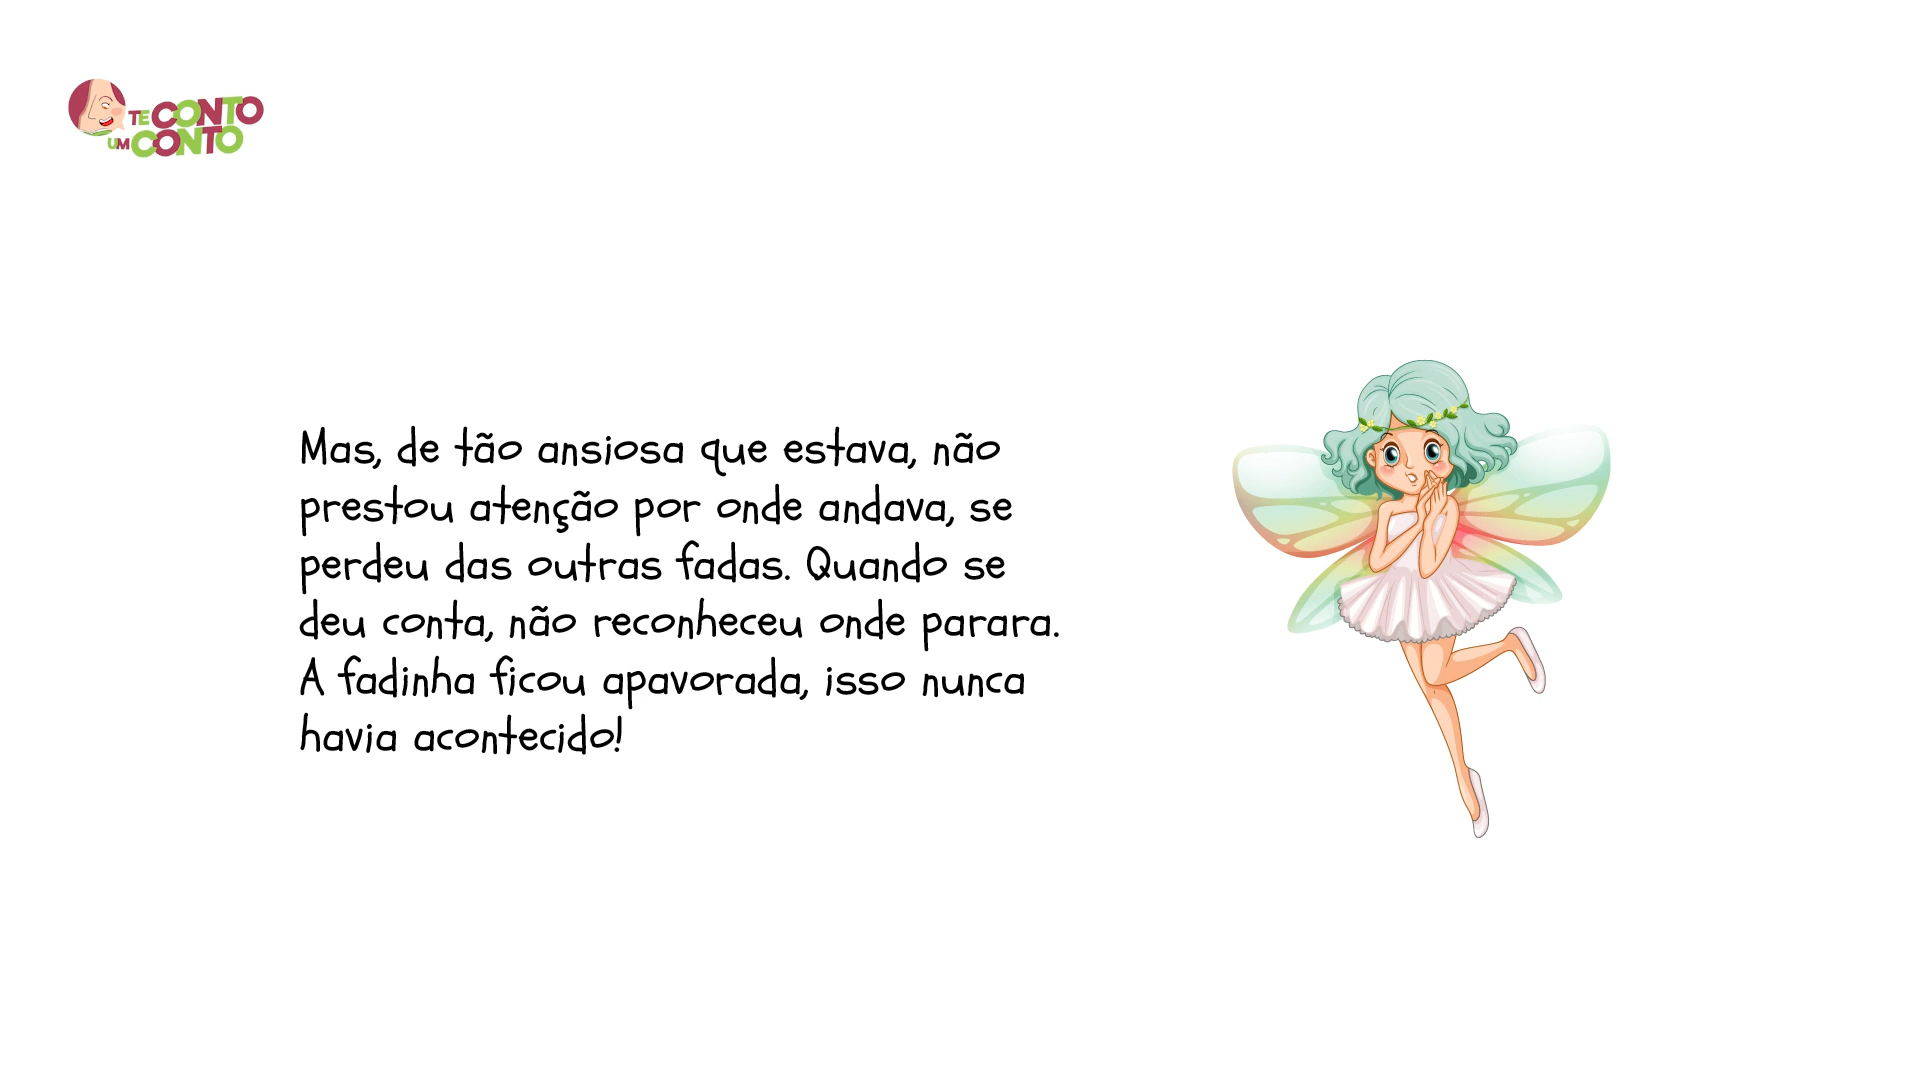 TE CONTO
UM CONTO
Mas, de tão ansiosa que estava, não
prestou atenção por onde andava, se
perdeu das outras fadas. Quando se
deu conta, não reconheceu onde parara.
A fadinha ficou apavorada, isso nunca
havia acontecido!